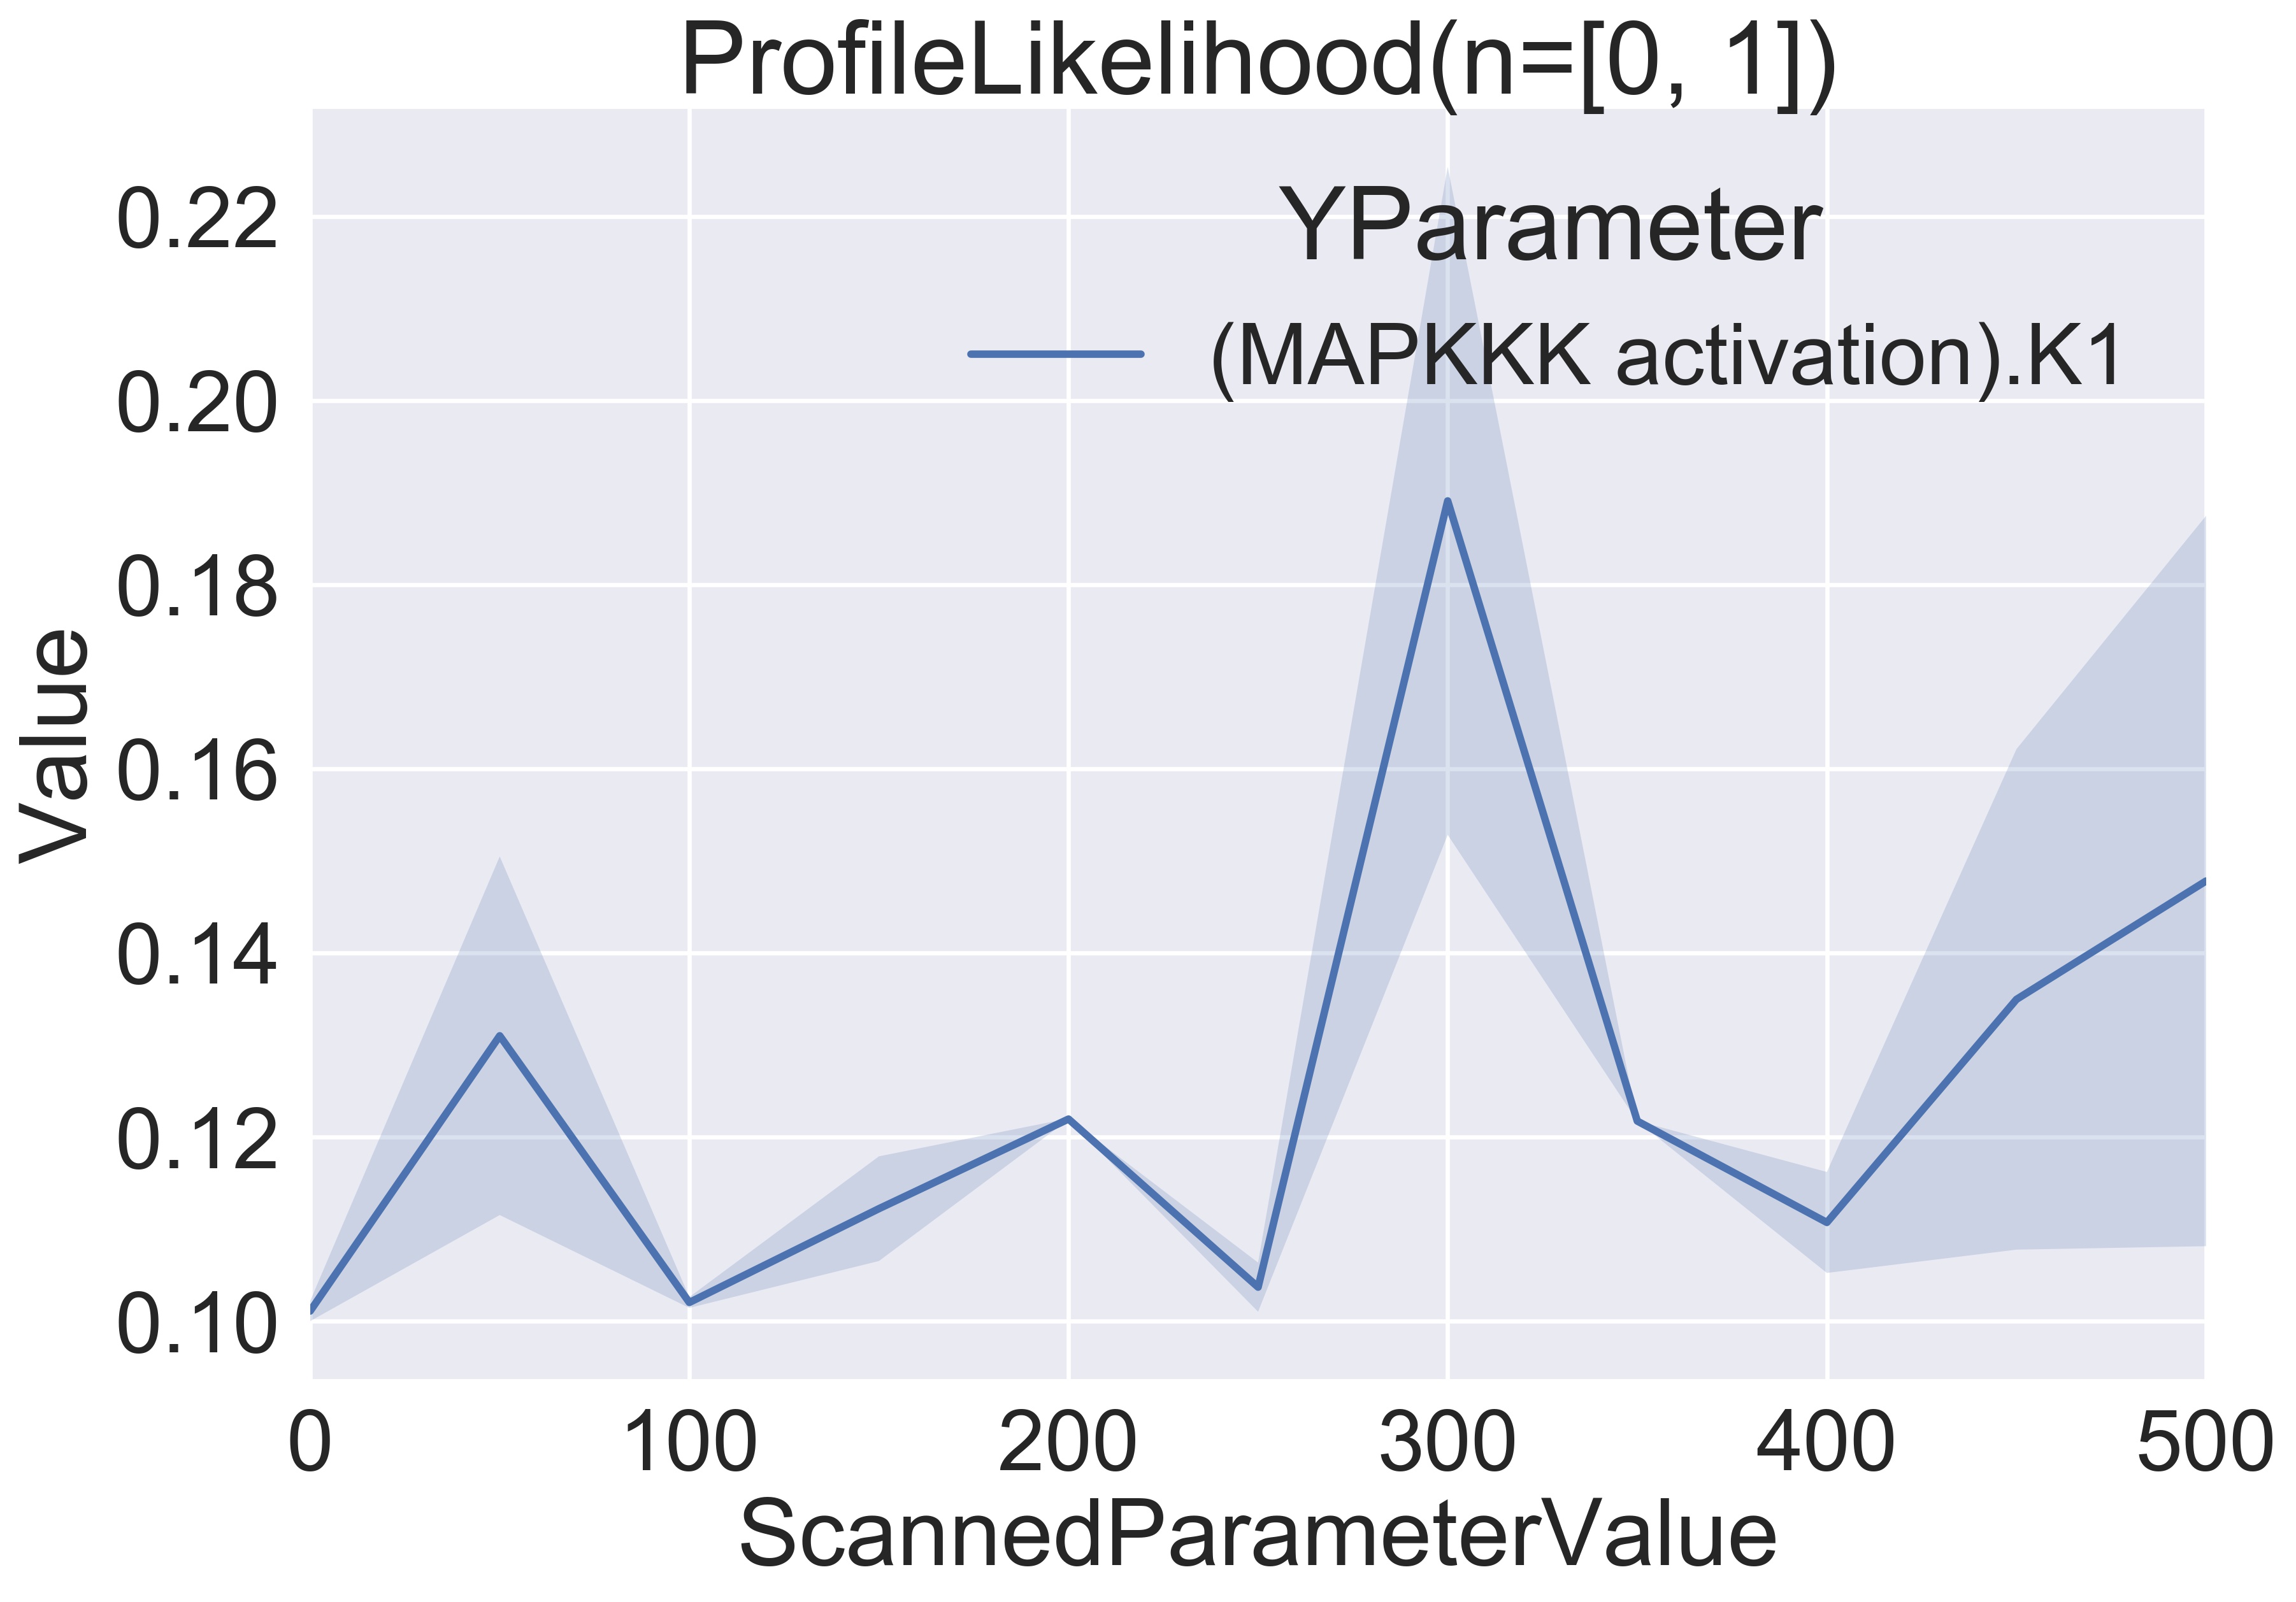 ProfileLikelihood(n=[0, 1])
YParameter
(MAPKKK activation).K1
Value
0.22
0.20
0.18
0.16
0.14
0.12
0.10
0 100 200 300 400 500
ScannedParameterValue